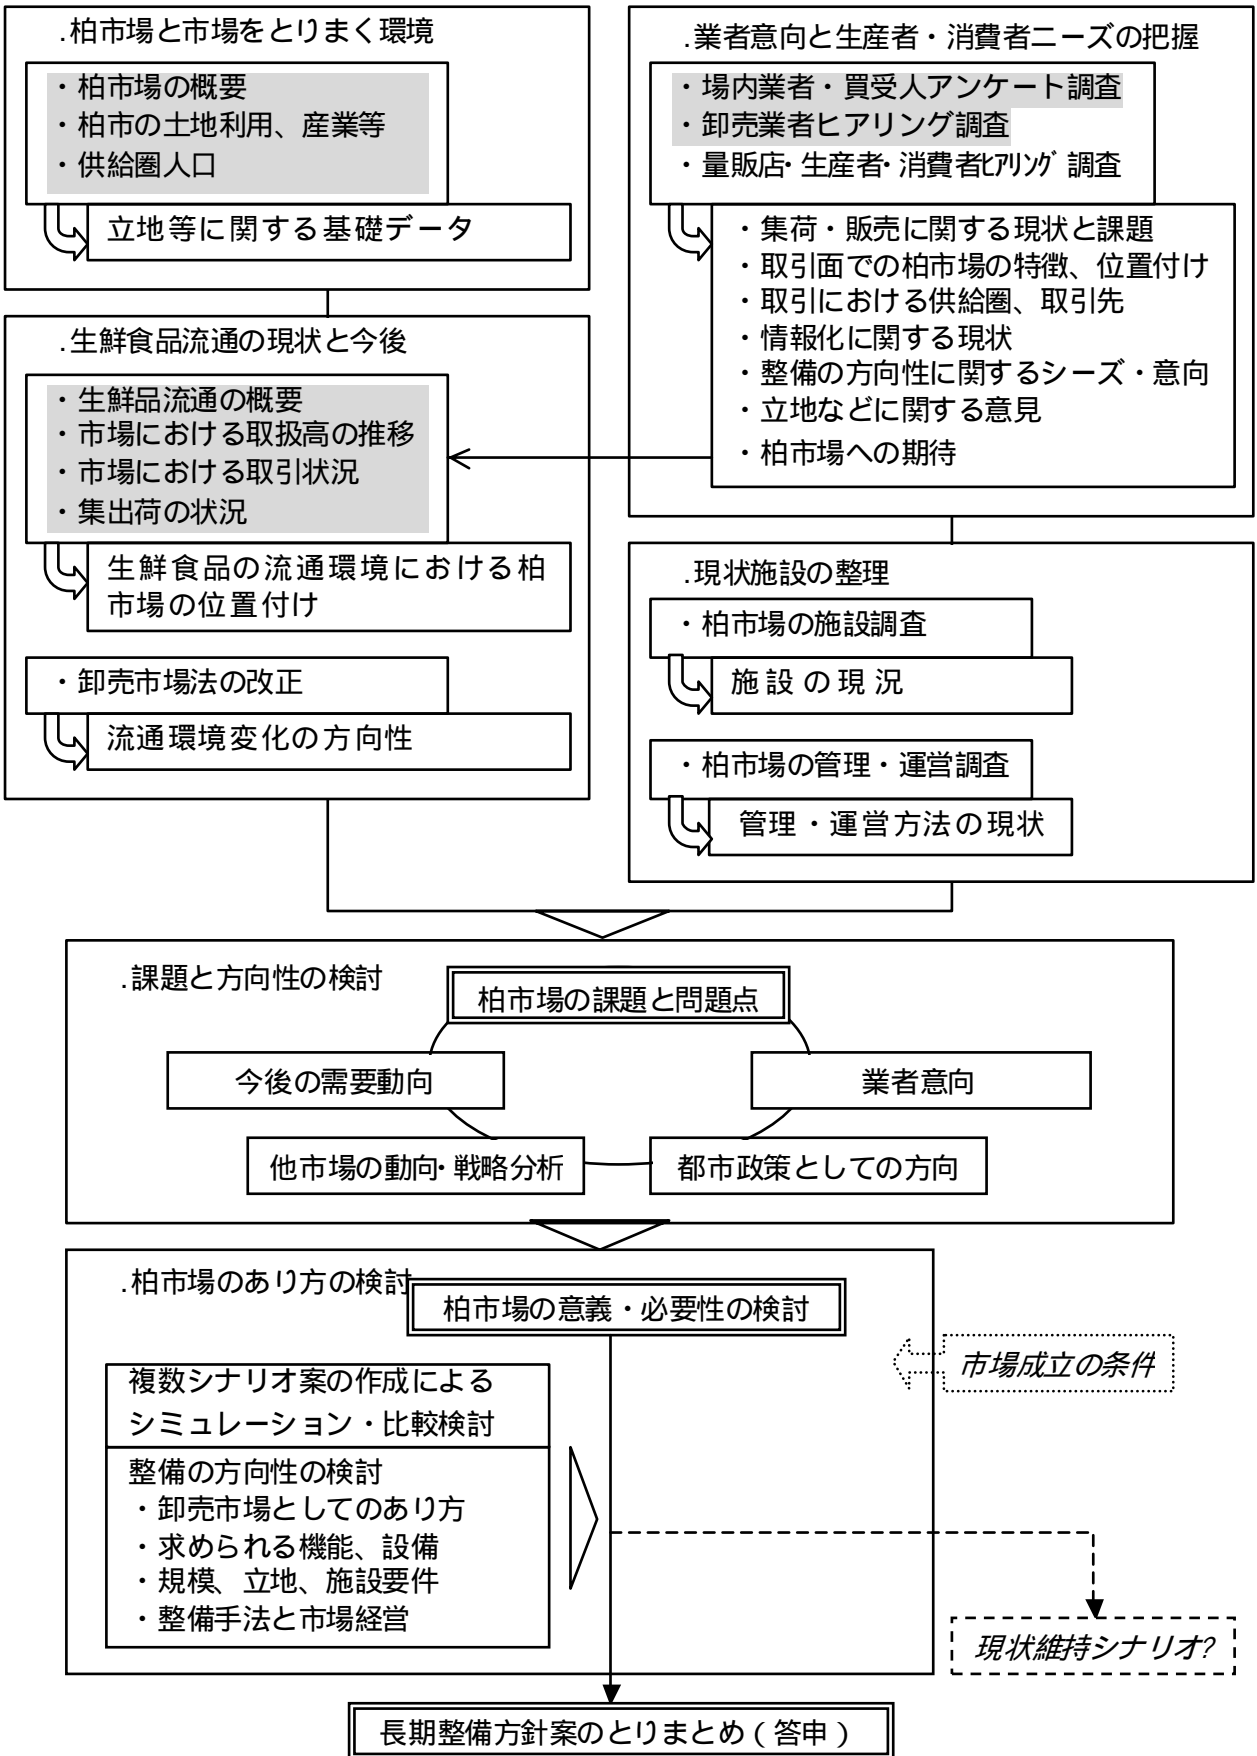 .柏市場と市場をとりまく環境
・柏市場の概要
・柏市の土地利用、産業等
・供給圏人口
立地等に関する基礎データ
.生鮮食品流通の現状と今後
・生鮮品流通の概要
・市場における取扱高の推移
・市場における取引状況
・集出荷の状況
生鮮食品の流通環境における柏
市場の位置付け
・卸売市場法の改正
流通環境変化の方向性
.業者意向と生産者・消費者ニーズの把握
・場内業者・買受人アンケート調査
・卸売業者ヒアリング調査
・量販店・生産者・消費者ﾋｱﾘﾝｸﾞ調査
・集荷・販売に関する現状と課題
・取引面での柏市場の特徴、位置付け
・取引における供給圏、取引先
・情報化に関する現状
・整備の方向性に関するシーズ・意向
・立地などに関する意見
・柏市場への期待
.現状施設の整理
・柏市場の施設調査
施設の現況
・柏市場の管理・運営調査
管理・運営方法の現状
.課題と方向性の検討
柏市場の課題と問題点
今後の需要動向
業者意向
他市場の動向・戦略分析
都市政策としての方向
.柏市場のあり方の検討
柏市場の意義・必要性の検討
市場成立の条件
複数シナリオ案の作成による
シミュレーション・比較検討
整備の方向性の検討
・卸売市場としてのあり方
・求められる機能、設備
・規模、立地、施設要件
・整備手法と市場経営
現状維持シナリオ?
長期整備方針案のとりまとめ（答申）